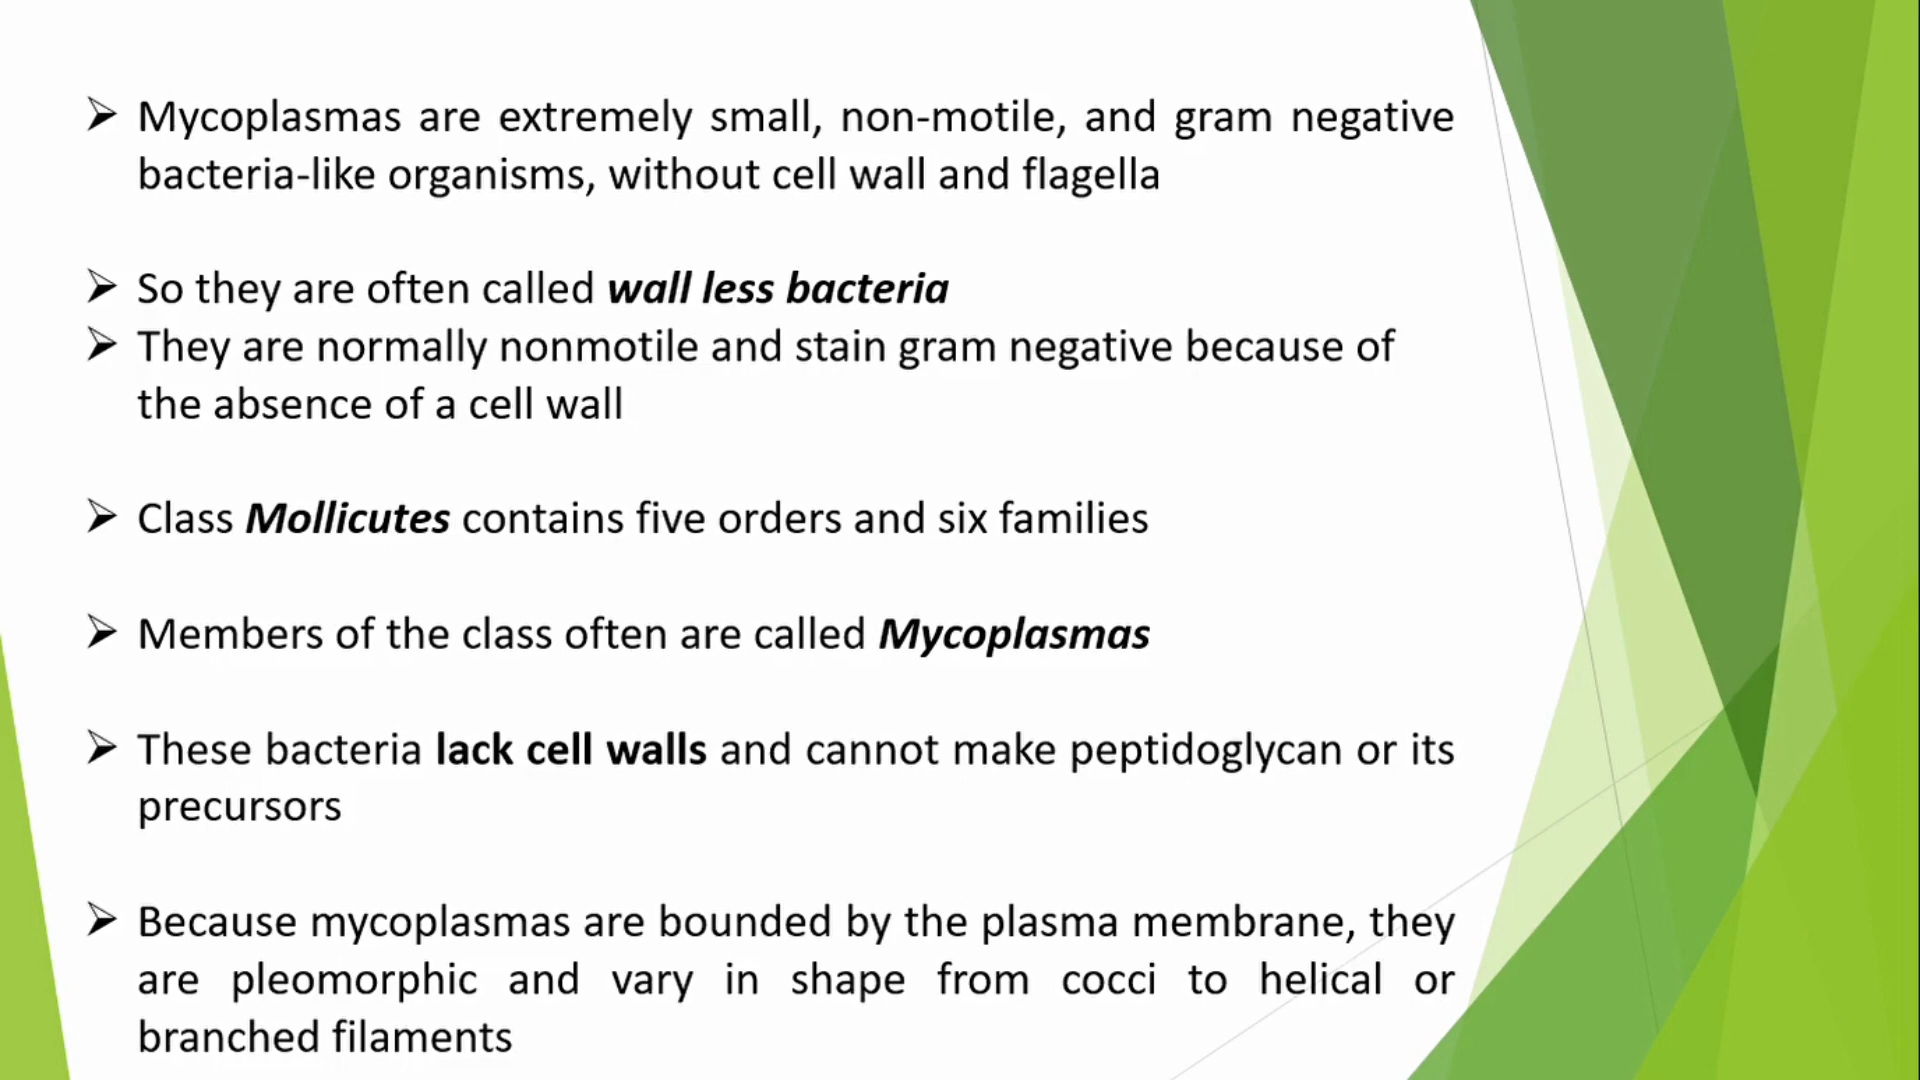 ➢ Mycoplasmas are extremely small, non-motile, and gram negative
bacteria-like organisms, without cell wall and flagella
➢ So they are often called wall less bacteria
➢ They are normally nonmotile and stain gram negative because of
the absence of a cell wall
➢ Class Mollicutes contains five orders and six families
➢ Members of the class often are called Mycoplasmas
➢ These bacteria lack cell walls and cannot make peptidoglycan or its
precursors
➢ Because mycoplasmas are bounded by the plasma membrane, they
are pleomorphic and vary in shape from cocci to helical or
branched filaments